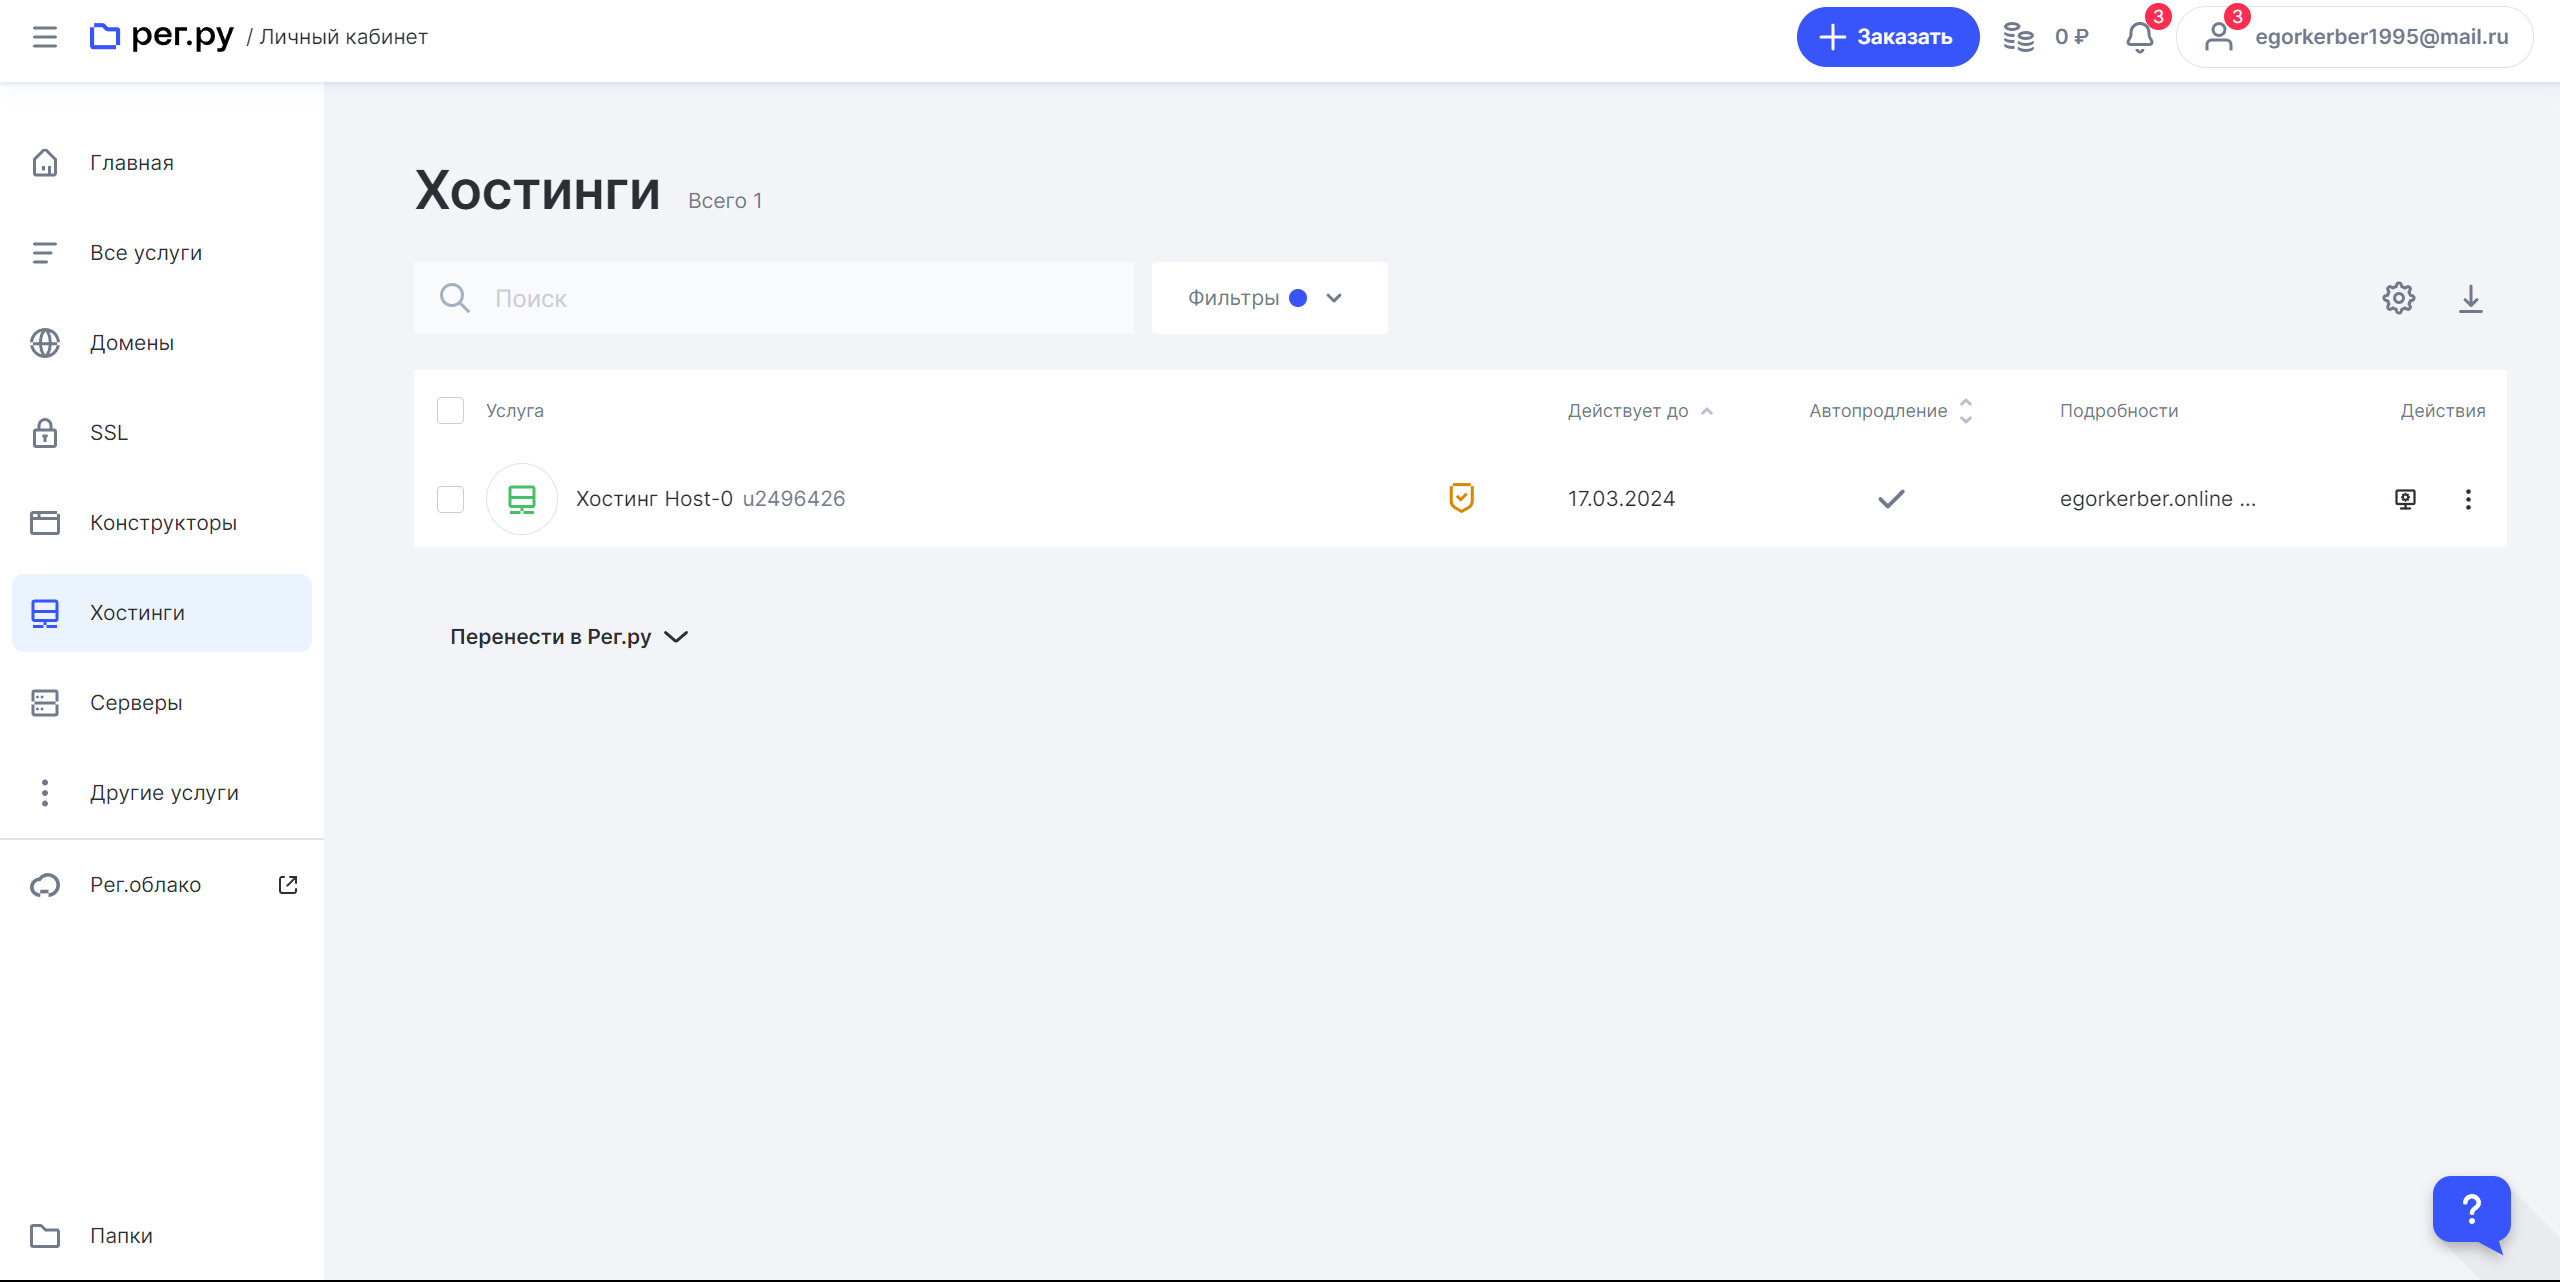 рег.ру / Личный кабинет
Заказать
0 ₽
3
3
egorkerber1995@mail.ru
Главная
Все услуги
Домены
SSL
Конструкторы
Хостинги
Серверы
Другие услуги
Рег.облако
Папки
Хостинги Всего 1
Поиск
Фильтры
Услуга Действует до Автопродление Подробности Действия
Хостинг Host-0 u2496426 17.03.2024 egorkerber.online ...
Перенести в Рег.ру
?